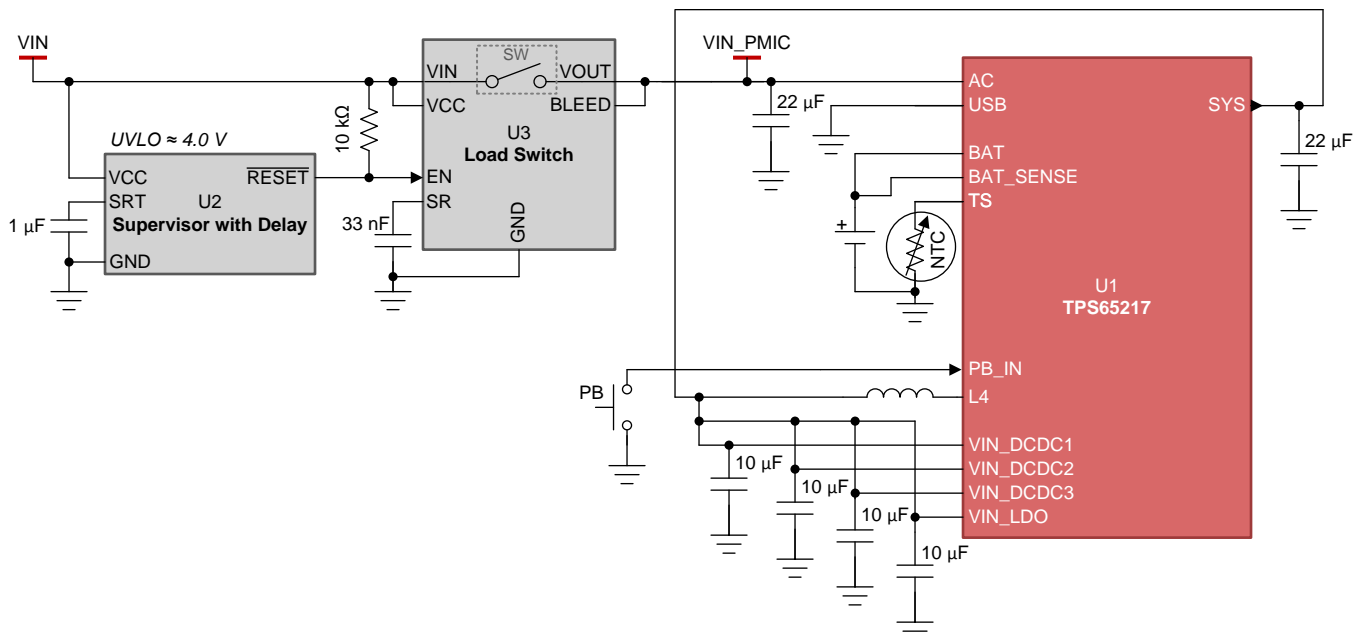 VIN
VIN_PMIC
SW
VIN
VOUT
VCC
BLEED
U3
Load Switch
EN
SR
GND
10 kΩ
UVLO ≈ 4.0 V
VCC
RESET
SRT
U2
Supervisor with Delay
GND
1 µF
33 nF
22 µF
AC
USB
SYS
22 µF
BAT
BAT_SENSE
TS
+
NTC
U1
TPS65217
PB_IN
PB
L4
VIN_DCDC1
10 µF
VIN_DCDC2
10 µF
VIN_DCDC3
10 µF
VIN_LDO
10 µF